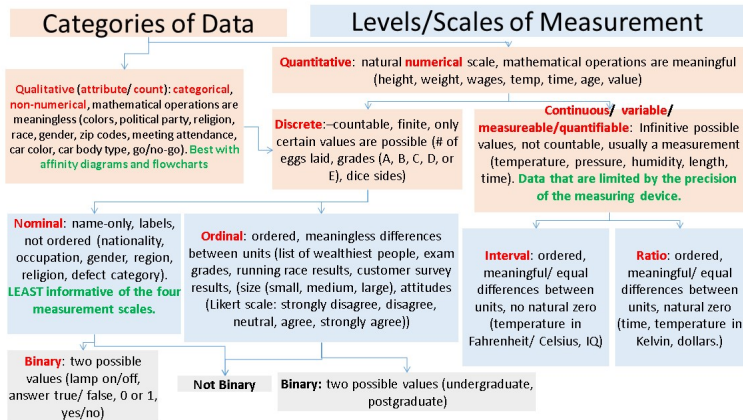 Categories of Data
Levels/Scales of Measurement
Quantitative: natural numerical scale, mathematical operations are meaningful
(height, weight, wages, temp, time, age, value)
Qualitative (attribute/ count): categorical,
non-numerical, mathematical operations are
meaningless (colors, political party, religion,
race, gender, zip codes, meeting attendance,
car color, car body type, go/no-go). Best with
affinity diagrams and flowcharts
Discrete:–countable, finite, only
certain values are possible (# of
eggs laid, grades (A, B, C, D, or
E), dice sides)
Continuous/ variable/
measureable/quantifiable: Infinitive possible
values, not countable, usually a measurement
(temperature, pressure, humidity, length,
time). Data that are limited by the precision
of the measuring device.
Nominal: name-only, labels,
not ordered (nationality,
occupation, gender, region,
religion, defect category).
LEAST informative of the four
measurement scales.
Ordinal: ordered, meaningless differences
between units (list of wealthiest people, exam
grades, running race results, customer survey
results, (size (small, medium, large), attitudes
(Likert scale: strongly disagree, disagree,
neutral, agree, strongly agree))
Interval: ordered,
meaningful/ equal
differences between
units, no natural zero
(temperature in
Fahrenheit/ Celsius, IQ)
Ratio: ordered,
meaningful/ equal
differences between
units, natural zero
(time, temperature in
Kelvin, dollars.)
Binary: two possible
values (lamp on/off,
answer true/ false, 0 or 1,
yes/no)
Not Binary
Binary: two possible values (undergraduate,
postgraduate)